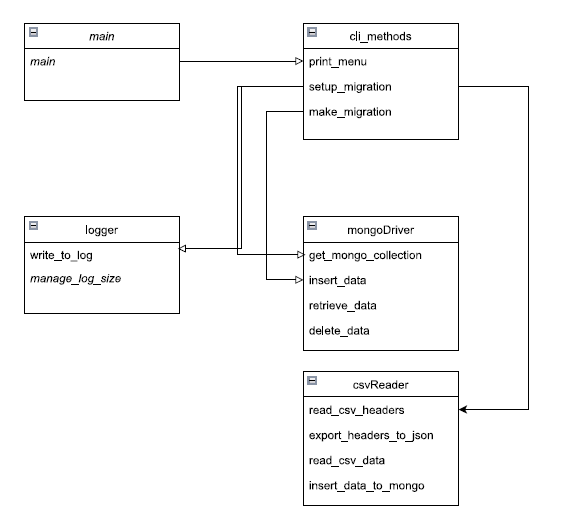 main
main
cli_methods
print_menu
setup_migration
make_migration
logger
write_to_log
manage_log_size
mongoDriver
get_mongo_collection
insert_data
retrieve_data
delete_data
csvReader
read_csv_headers
export_headers_to_json
read_csv_data
insert_data_to_mongo